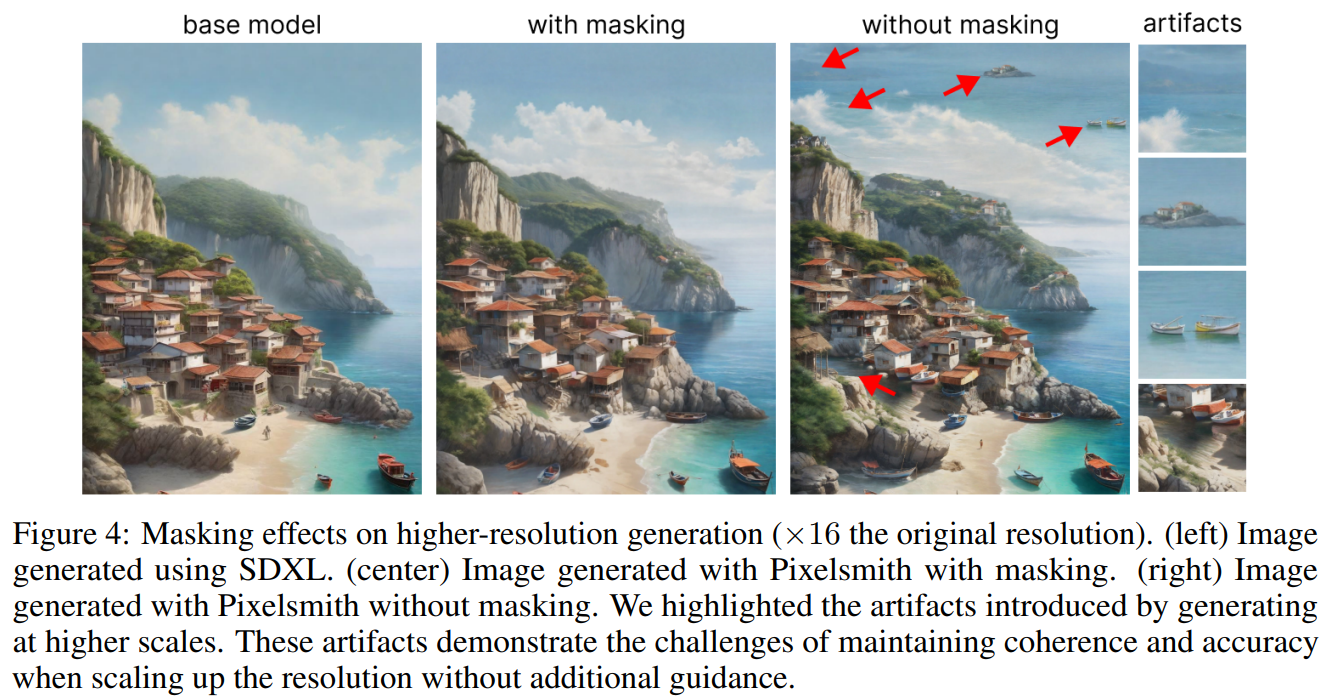 base model
with masking
without masking
artifacts
Figure 4: Masking effects on higher-resolution generation (×16 the original resolution). (left) Image
generated using SDXL. (center) Image generated with Pixelsmith with masking. (right) Image
generated with Pixelsmith without masking. We highlighted the artifacts introduced by generating
at higher scales. These artifacts demonstrate the challenges of maintaining coherence and accuracy
when scaling up the resolution without additional guidance.